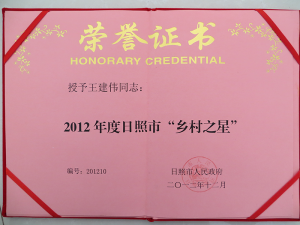 荣誉证书
HONORARY CREDENTIAL
授予王建伟同志：
2012年度日照市“乡村之星”
编号：201210
日照市人民政府
二〇一二年十二月